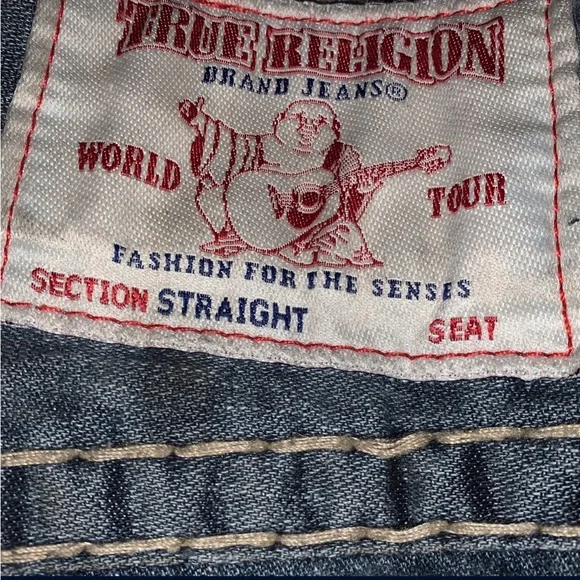 TRUE RELIGION
BRAND JEANS®
WORLD TOUR
FASHION FOR THE SENSES
SECTION STRAIGHT SEAT